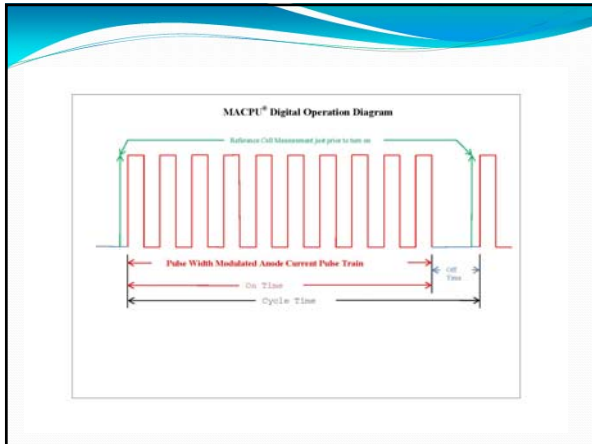 MACPU® Digital Operation Diagram
Reference Cell Measurement just prior to turn on
Pulse Width Modulated Anode Current Pulse Train
Off
Time
On Time
Cycle Time